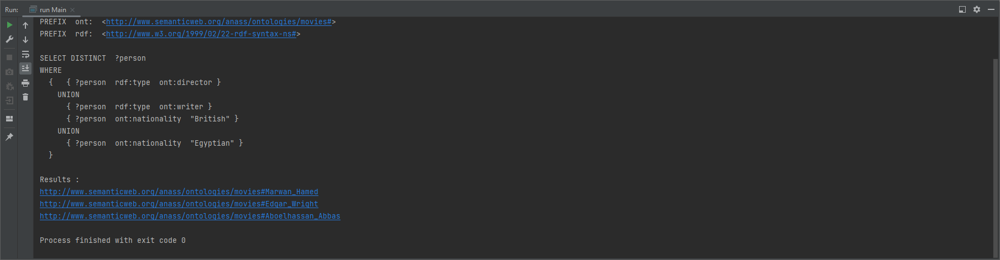 Run: run Main
PREFIX  ont:  <http://www.semanticweb.org/anass/ontologies/movies#>
PREFIX  rdf:  <http://www.w3.org/1999/02/22-rdf-syntax-ns#>
SELECT DISTINCT  ?person
WHERE
  {   { ?person  rdf:type  ont:director }
    UNION
      { ?person  rdf:type  ont:writer }
      { ?person  ont:nationality  "British" }
    UNION
      { ?person  ont:nationality  "Egyptian" }
  }
Results :
http://www.semanticweb.org/anass/ontologies/movies#Marwan_Hamed
http://www.semanticweb.org/anass/ontologies/movies#Edgar_Wright
http://www.semanticweb.org/anass/ontologies/movies#Aboelhassan_Abbas
Process finished with exit code 0